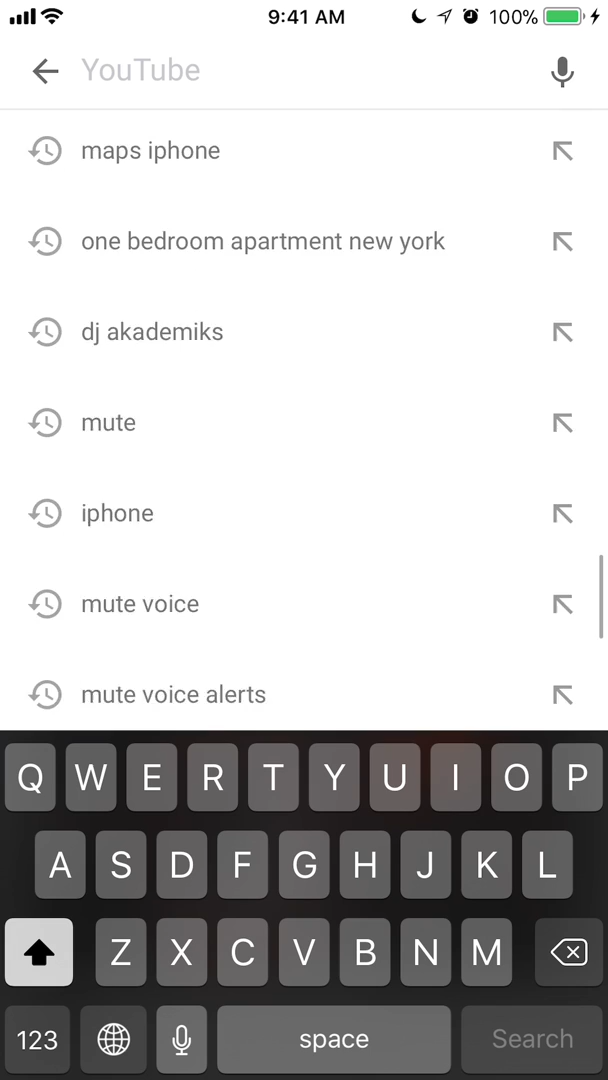 9:41 AM 100%
YouTube
maps iphone
one bedroom apartment new york
dj akademiks
mute
iphone
mute voice
mute voice alerts
Q W E R T Y U I O P
A S D F G H J K L
Z X C V B N M
123 space Search